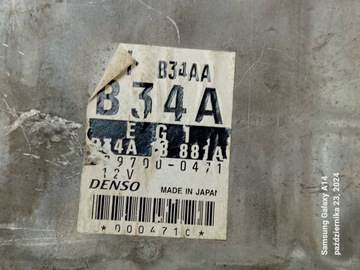 B34AA
B34A
EG1
B34A 18 881A
79700-0471
12V
DENSO
MADE IN JAPAN
*000471C*
Samsung Galaxy A14
października 23, 2024